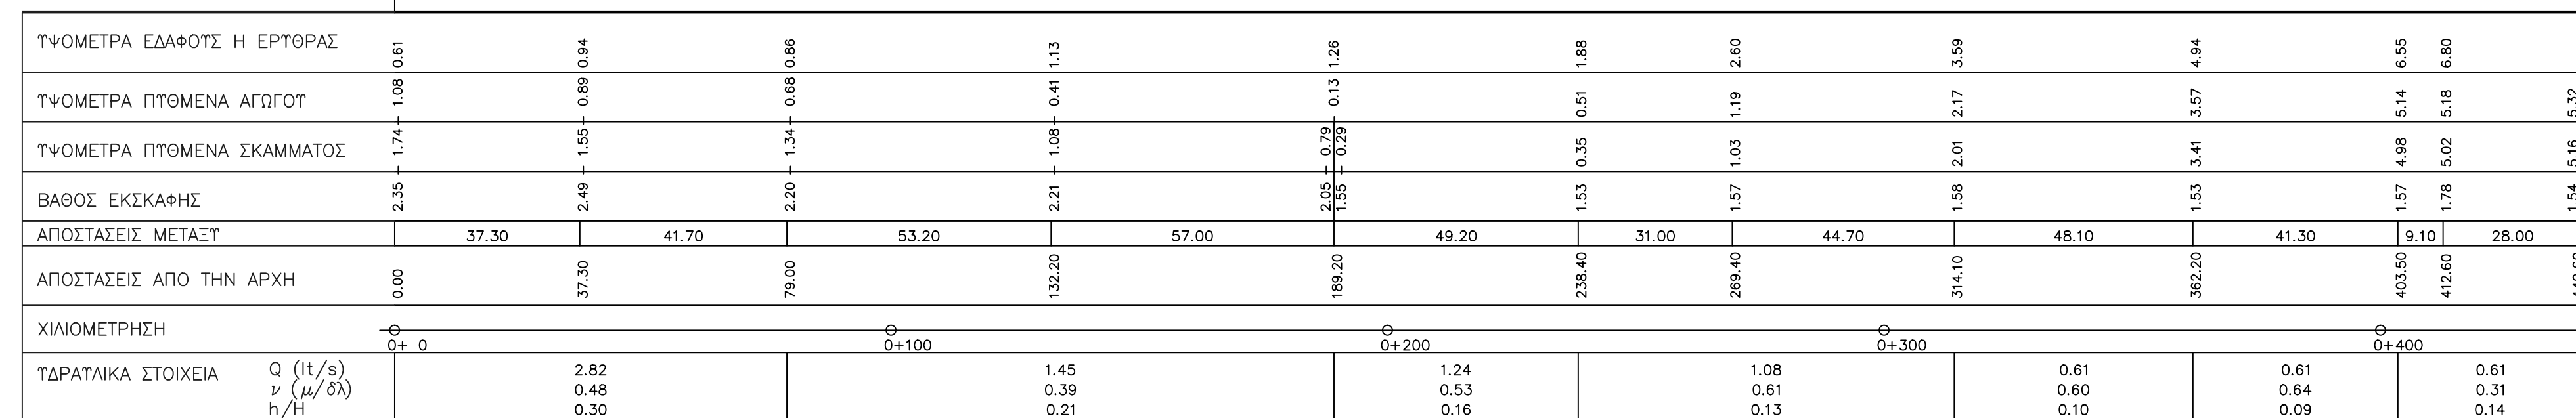 ΥΨΟΜΕΤΡΑ ΕΔΑΦΟΥΣ Η ΕΡΥΘΡΑΣ 0.61 0.94 0.86 1.13 1.26 1.88 2.60 3.59 4.94 6.55 6.80
ΥΨΟΜΕΤΡΑ ΠΥΘΜΕΝΑ ΑΓΩΓΟΥ -1.08 -0.89 -0.68 -0.41 -0.13 0.51 1.19 2.17 3.57 5.14 5.18 5.32
ΥΨΟΜΕΤΡΑ ΠΥΘΜΕΝΑ ΣΚΑΜΜΑΤΟΣ -1.74 -1.55 -1.34 -1.08 -0.79 -0.29 0.35 1.03 2.01 3.41 4.98 5.02 5.16
ΒΑΘΟΣ ΕΚΣΚΑΦΗΣ 2.35 2.49 2.20 2.21 2.05 1.55 1.53 1.57 1.58 1.53 1.57 1.78 1.54
ΑΠΟΣΤΑΣΕΙΣ ΜΕΤΑΞΥ 37.30 41.70 53.20 57.00 49.20 31.00 44.70 48.10 41.30 9.10 28.00
ΑΠΟΣΤΑΣΕΙΣ ΑΠΟ ΤΗΝ ΑΡΧΗ 0.00 37.30 79.00 132.20 189.20 238.40 269.40 314.10 362.20 403.50 412.60
ΧΙΛΙΟΜΕΤΡΗΣΗ
0+ 0 0+100 0+200 0+300 0+400
ΥΔΡΑΥΛΙΚΑ ΣΤΟΙΧΕΙΑ Q (lt/s) 2.82 1.45 1.24 1.08 0.61 0.61 0.61
ν (μ/δλ) 0.48 0.39 0.53 0.61 0.60 0.64 0.31
h/H 0.30 0.21 0.16 0.13 0.10 0.09 0.14